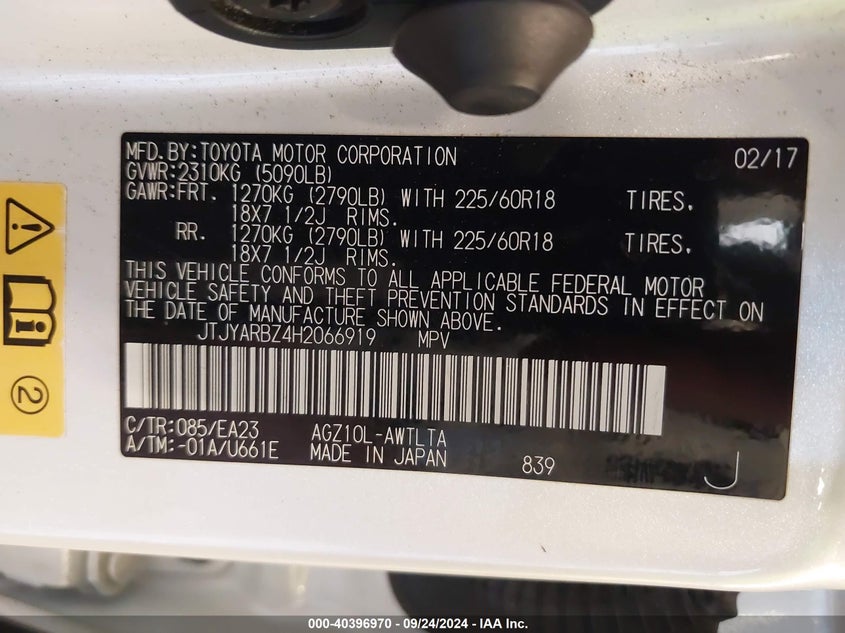 MFD.BY:TOYOTA MOTOR CORPORATION 02/17
GVWR:2310KG (5090LB)
GAWR:FRT. 1270KG (2790LB) WITH 225/60R18 TIRES,
18X7 1/2J RIMS.
RR. 1270KG (2790LB) WITH 225/60R18 TIRES,
18X7 1/2J RIMS.
THIS VEHICLE CONFORMS TO ALL APPLICABLE FEDERAL MOTOR
VEHICLE SAFETY AND THEFT PREVENTION STANDARDS IN EFFECT ON
THE DATE OF MANUFACTURE SHOWN ABOVE.
JTJYARBZ4H2066919 MPV
C/TR:085/EA23 AGZ10L-AWTLTA
A/TM:-01A/U661E MADE IN JAPAN 839
J
2
000-40396970 - 09/24/2024 - IAA Inc.